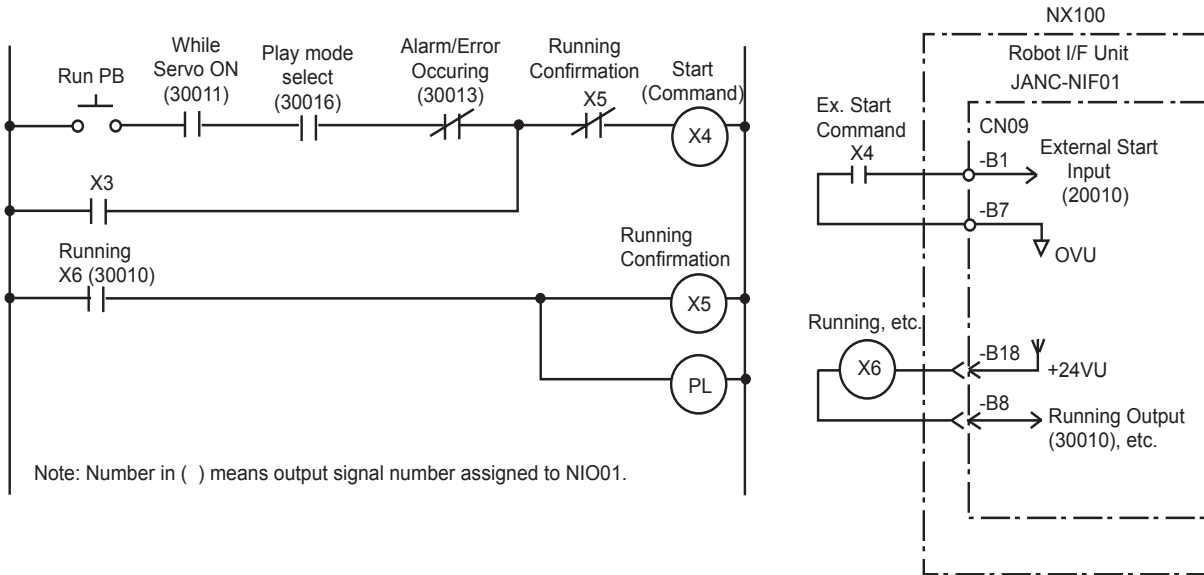 Run PB
While
Servo ON
(30011)
Play mode
select
(30016)
Alarm/Error
Occuring
(30013)
Running
Confirmation
X5
Start
(Command)
X4
X3
Running
X6 (30010)
Running
Confirmation
X5
PL
Note: Number in ( ) means output signal number assigned to NIO01.
NX100
Robot I/F Unit
JANC-NIF01
Ex. Start
Command
X4
CN09
-B1
External Start
Input
(20010)
-B7
OVU
Running, etc.
X6
-B18
+24VU
-B8
Running Output
(30010), etc.